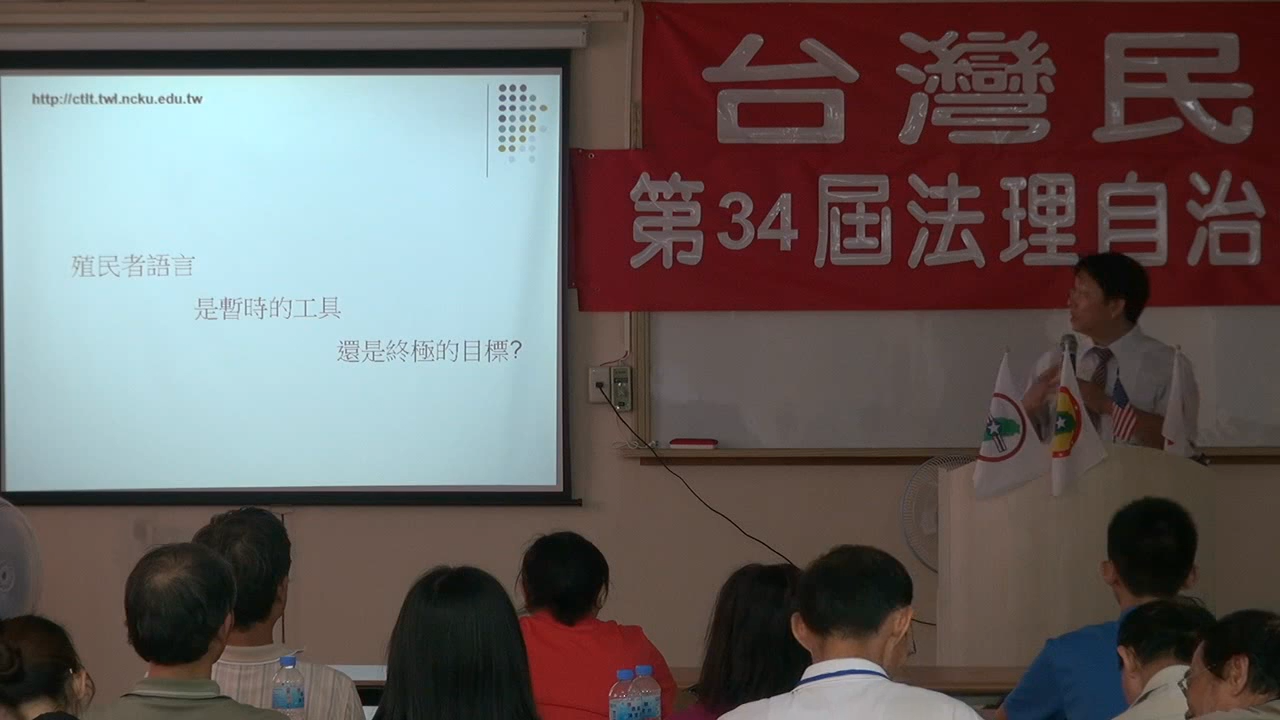 http://ctlt.twl.ncku.edu.tw
殖民者語言
是暫時的工具
還是終極的目標?
台灣民
第34屆法理自治